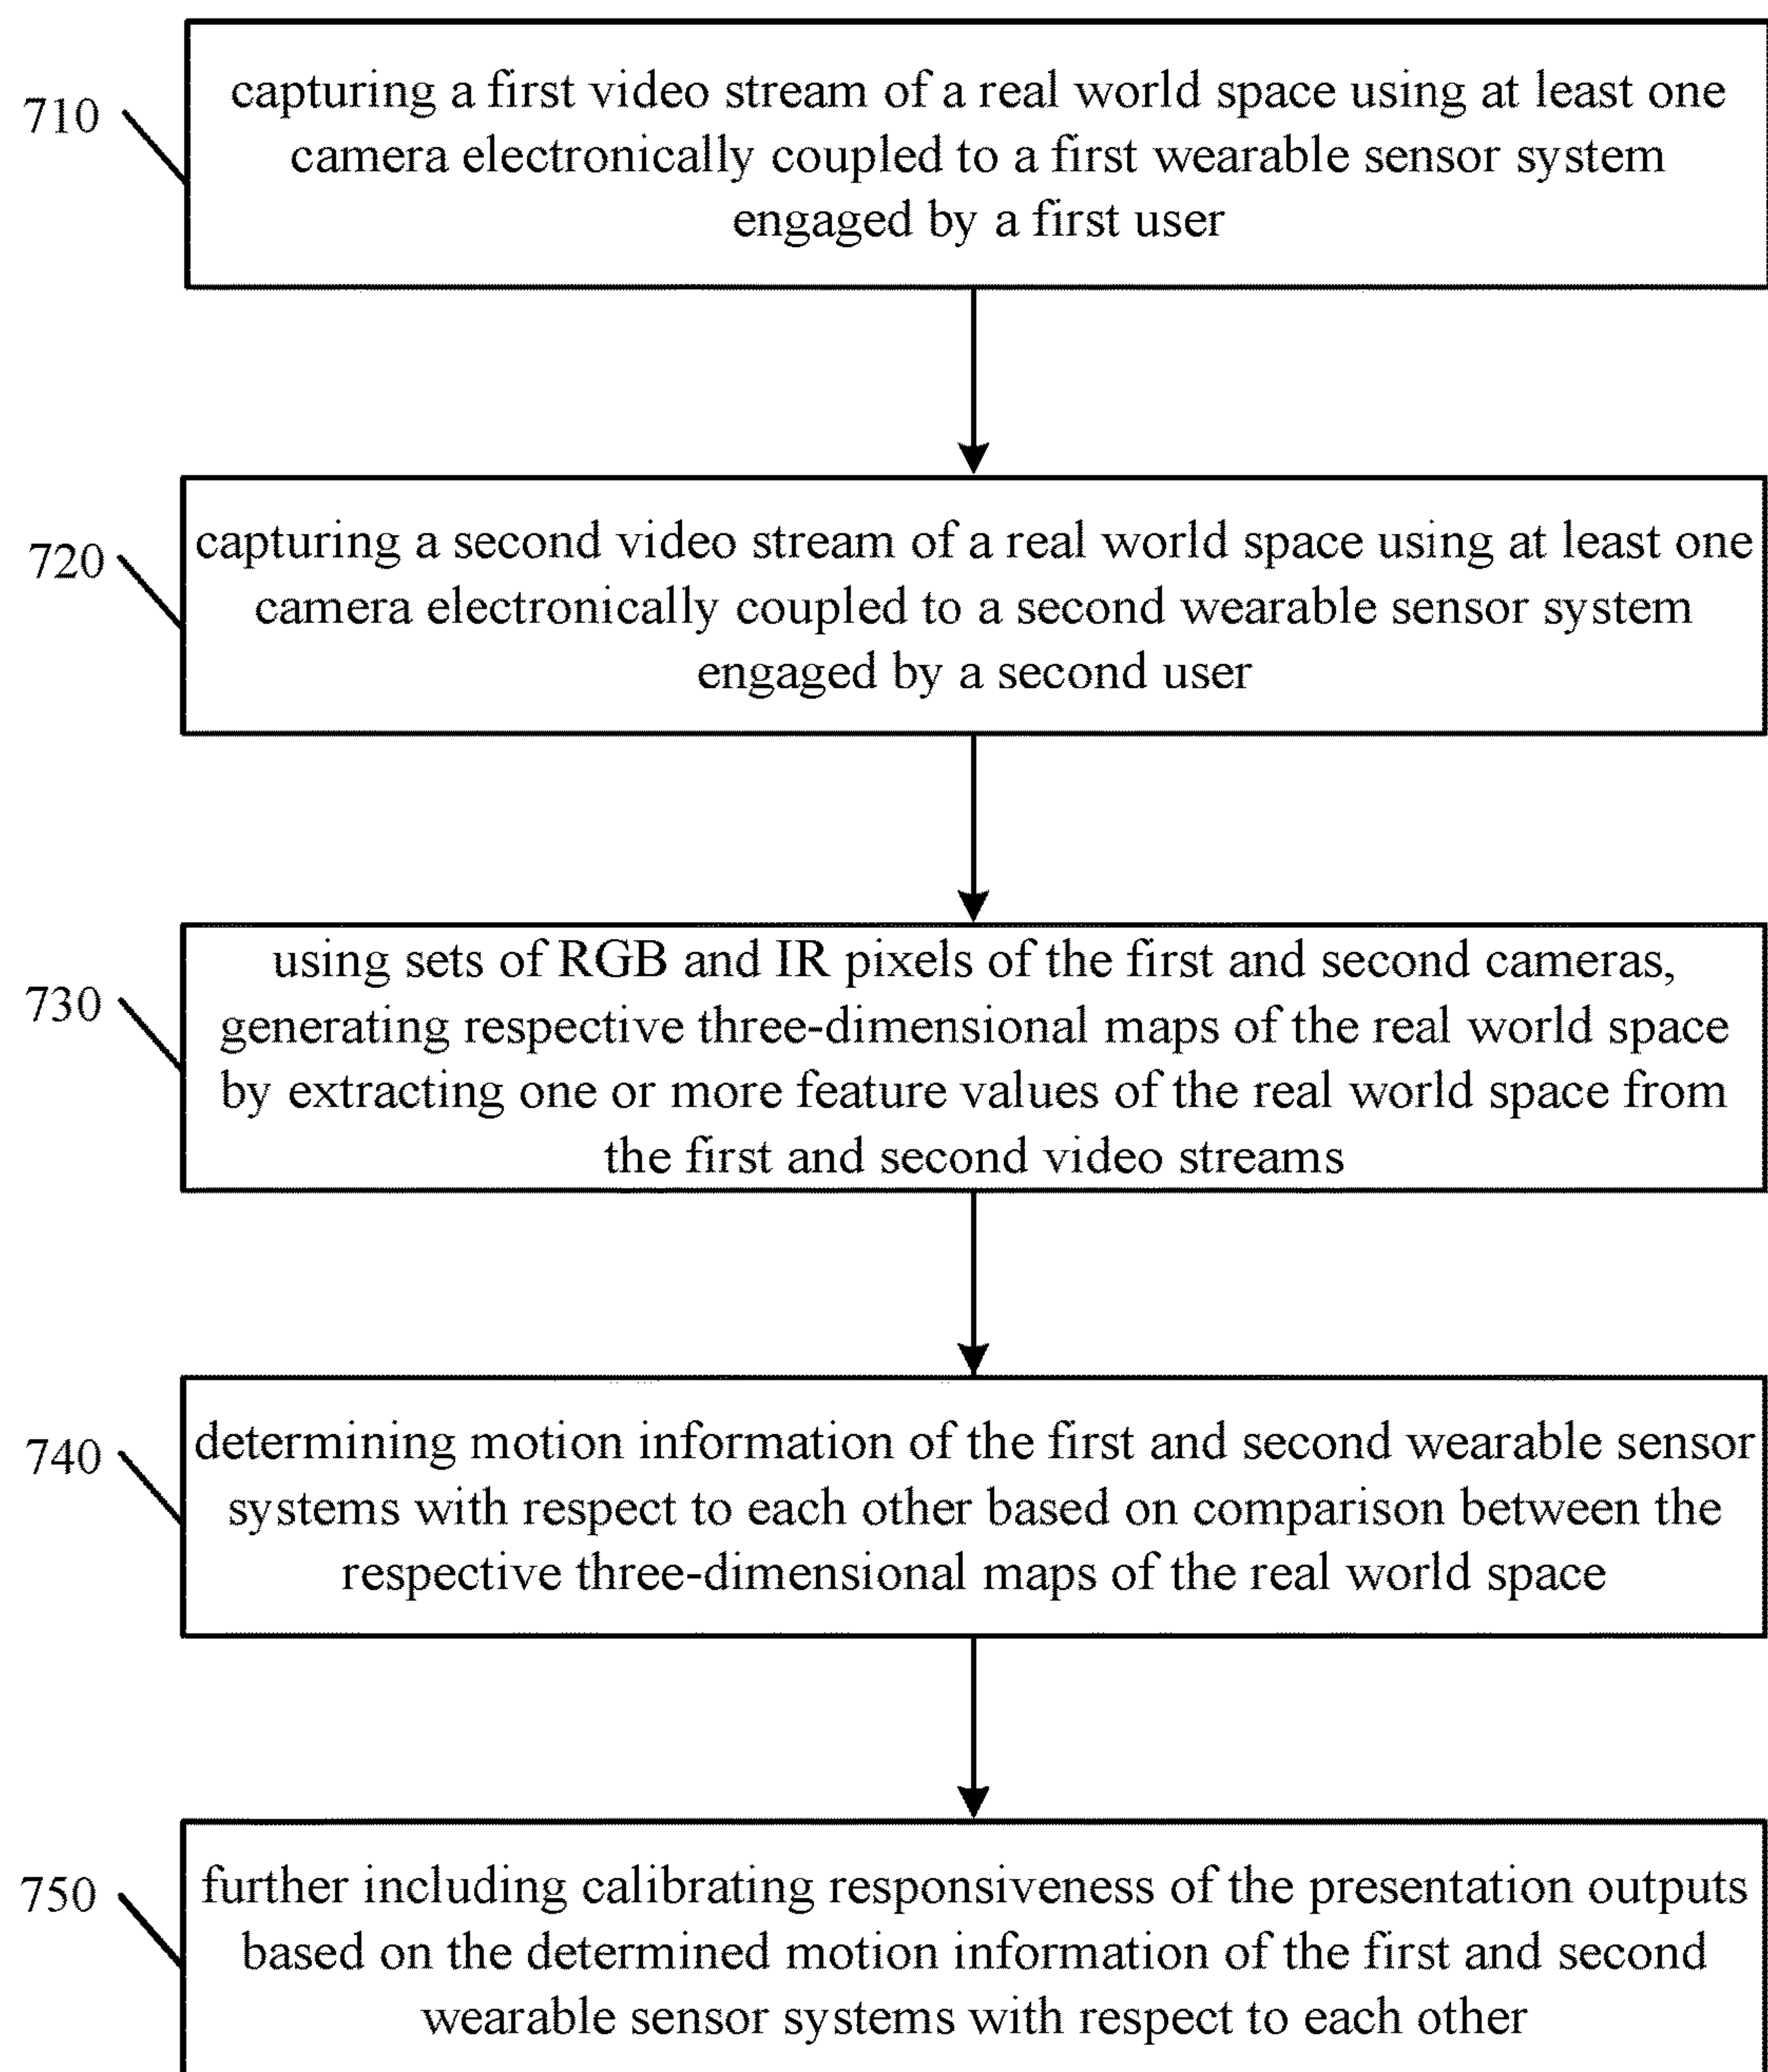 710
capturing a first video stream of a real world space using at least one
camera electronically coupled to a first wearable sensor system
engaged by a first user
720
capturing a second video stream of a real world space using at least one
camera electronically coupled to a second wearable sensor system
engaged by a second user
730
using sets of RGB and IR pixels of the first and second cameras,
generating respective three-dimensional maps of the real world space
by extracting one or more feature values of the real world space from
the first and second video streams
740
determining motion information of the first and second wearable sensor
systems with respect to each other based on comparison between the
respective three-dimensional maps of the real world space
750
further including calibrating responsiveness of the presentation outputs
based on the determined motion information of the first and second
wearable sensor systems with respect to each other